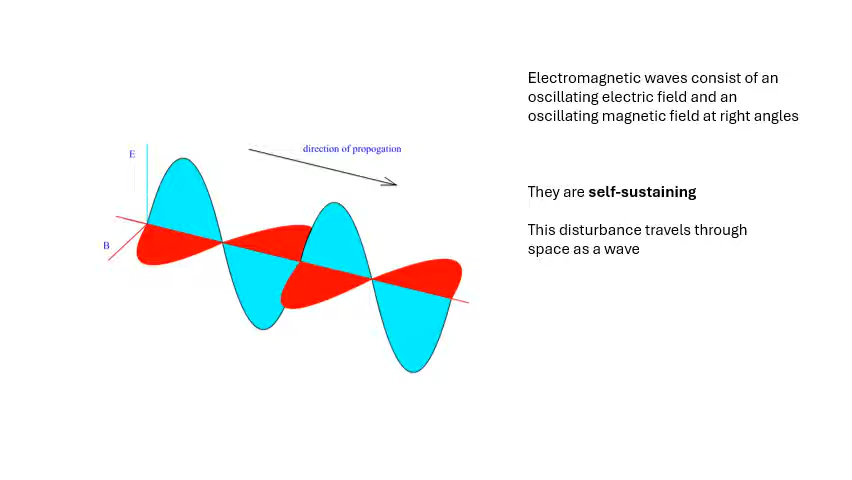 Electromagnetic waves consist of an
oscillating electric field and an
oscillating magnetic field at right angles
direction of propogation
E
They are self-sustaining
This disturbance travels through
space as a wave
B